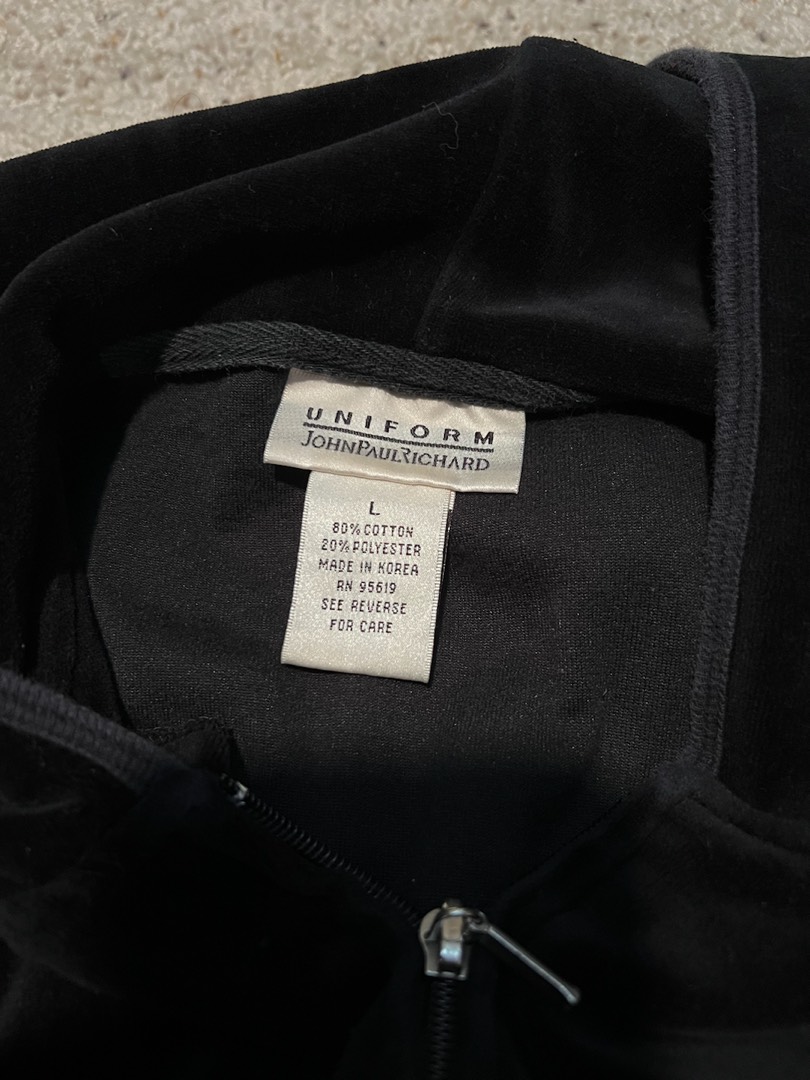 UNIFORM
JOHNPAULRICHARD
L
80% COTTON
20% POLYESTER
MADE IN KOREA
RN 95619
SEE REVERSE
FOR CARE